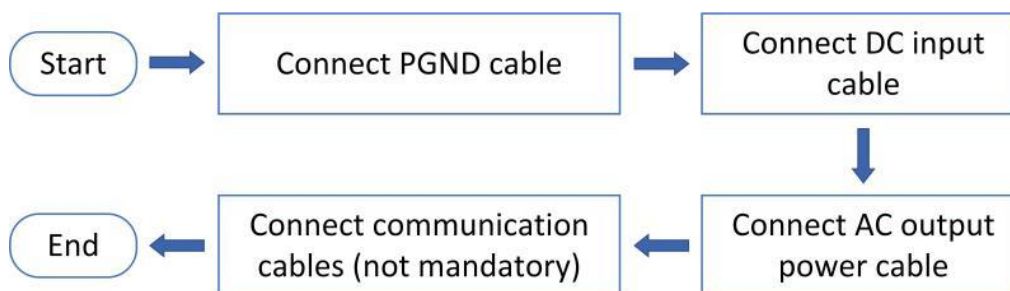 Start
Connect PGND cable
Connect DC input
cable
Connect AC output
power cable
Connect communication
cables (not mandatory)
End